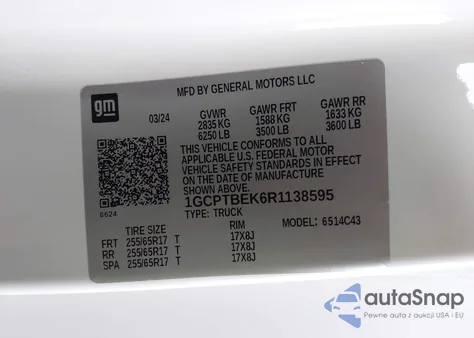 MFD BY GENERAL MOTORS LLC
gm
03/24 GVWR GAWR FRT GAWR RR
2835 KG 1588 KG 1633 KG
6250 LB 3500 LB 3600 LB
THIS VEHICLE CONFORMS TO ALL
APPLICABLE U.S. FEDERAL MOTOR
VEHICLE SAFETY STANDARDS IN EFFECT
ON THE DATE OF MANUFACTURE
SHOWN ABOVE.
6624
1GCPTBEK6R1138595
TYPE: TRUCK MODEL: 6514C43
TIRE SIZE RIM
FRT 255/65R17 T 17X8J
RR 255/65R17 T 17X8J
SPA 255/65R17 T 17X8J
autoSnap
Pewne auta z aukcji USA i EU